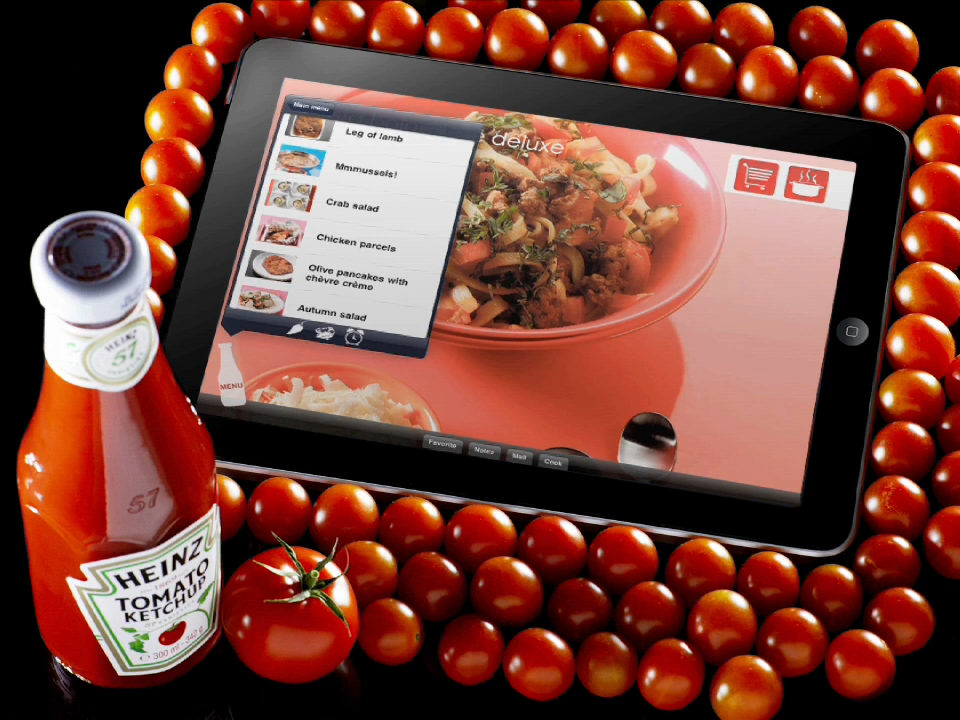 Main menu
deluxe
Leg of lamb
Mmmussels!
Crab salad
Chicken parcels
Olive pancakes with
chèvre crème
Autumn salad
MENU
Favorite
Notes
Mail
Cook
HEINZ
57
57
HEINZ
TOMATO
KETCHUP
300 ml - 342 g